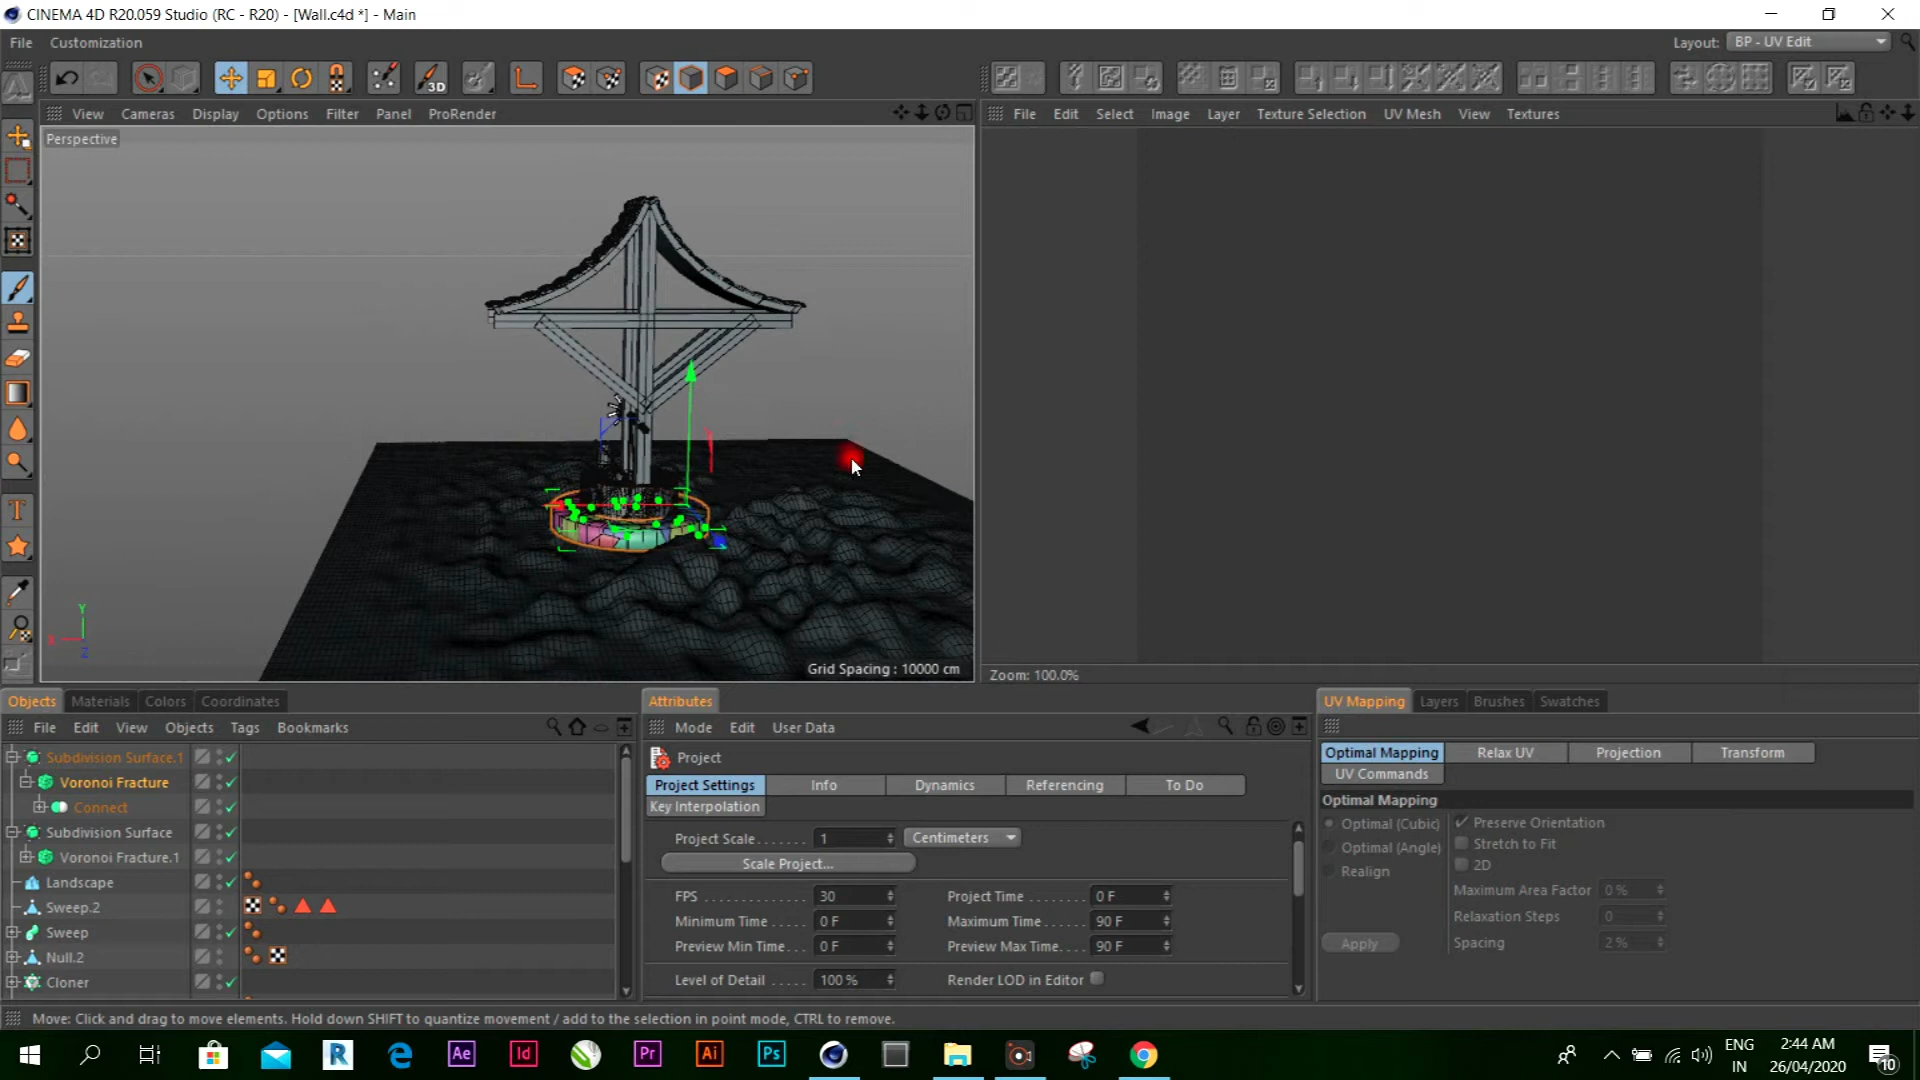 CINEMA 4D R20.059 Studio (RC - R20) - [Wall.c4d *] - Main
File Customization Layout: BP - UV Edit
3D
View Cameras Display Options Filter Panel ProRender
File Edit Select Image Layer Texture Selection UV Mesh View Textures
Perspective
Y
X
Z
Grid Spacing : 10000 cm
Zoom: 100.0%
Objects Materials Colors Coordinates
File Edit View Objects Tags Bookmarks
Subdivision Surface.1
Voronoi Fracture
Connect
Subdivision Surface
Voronoi Fracture.1
Landscape
Sweep.2
Sweep
Null.2
Cloner
Attributes
Mode Edit User Data
Project
Project Settings Info Dynamics Referencing To Do
Key Interpolation
Project Scale....... 1 Centimeters
Scale Project...
FPS ............ 30 Project Time ........ 0 F
Minimum Time .... 0 F Maximum Time..... 90 F
Preview Min Time... 0 F Preview Max Time.... 90 F
Level of Detail ..... 100 % Render LOD in Editor
UV Mapping Layers Brushes Swatches
Optimal Mapping Relax UV Projection Transform
UV Commands
Optimal Mapping
Optimal (Cubic) Preserve Orientation
Optimal (Angle) Stretch to Fit
Realign 2D
Maximum Area Factor 0 %
Relaxation Steps 0
Apply Spacing 2 %
Move: Click and drag to move elements. Hold down SHIFT to quantize movement / add to the selection in point mode, CTRL to remove.
R Ae Id Pr Ai Ps
ENG
IN
2:44 AM
26/04/2020
10